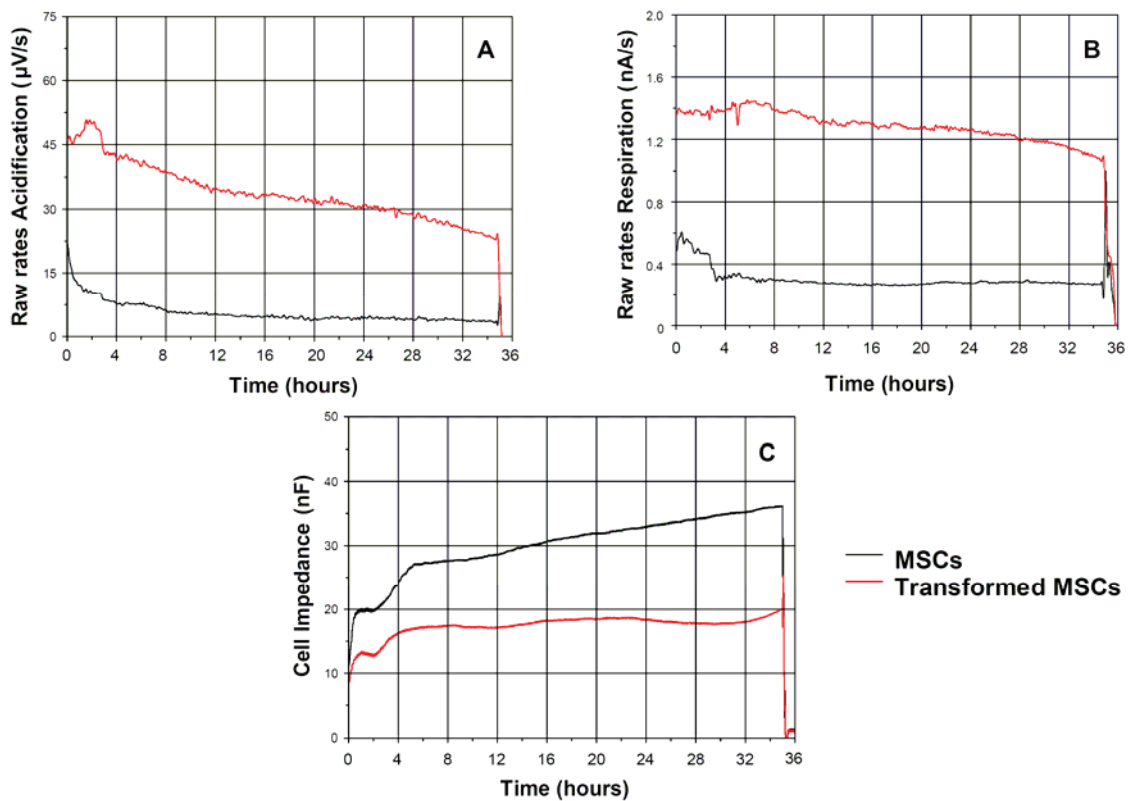 A
Raw rates Acidification (µV/s)
75
60
45
30
15
0
0 4 8 12 16 20 24 28 32 36
Time (hours)
B
Raw rates Respiration (nA/s)
2.0
1.6
1.2
0.8
0.4
0
0 4 8 12 16 20 24 28 32 36
Time (hours)
C
Cell Impedance (nF)
50
40
30
20
10
0
0 4 8 12 16 20 24 28 32 36
Time (hours)
MSCs
Transformed MSCs